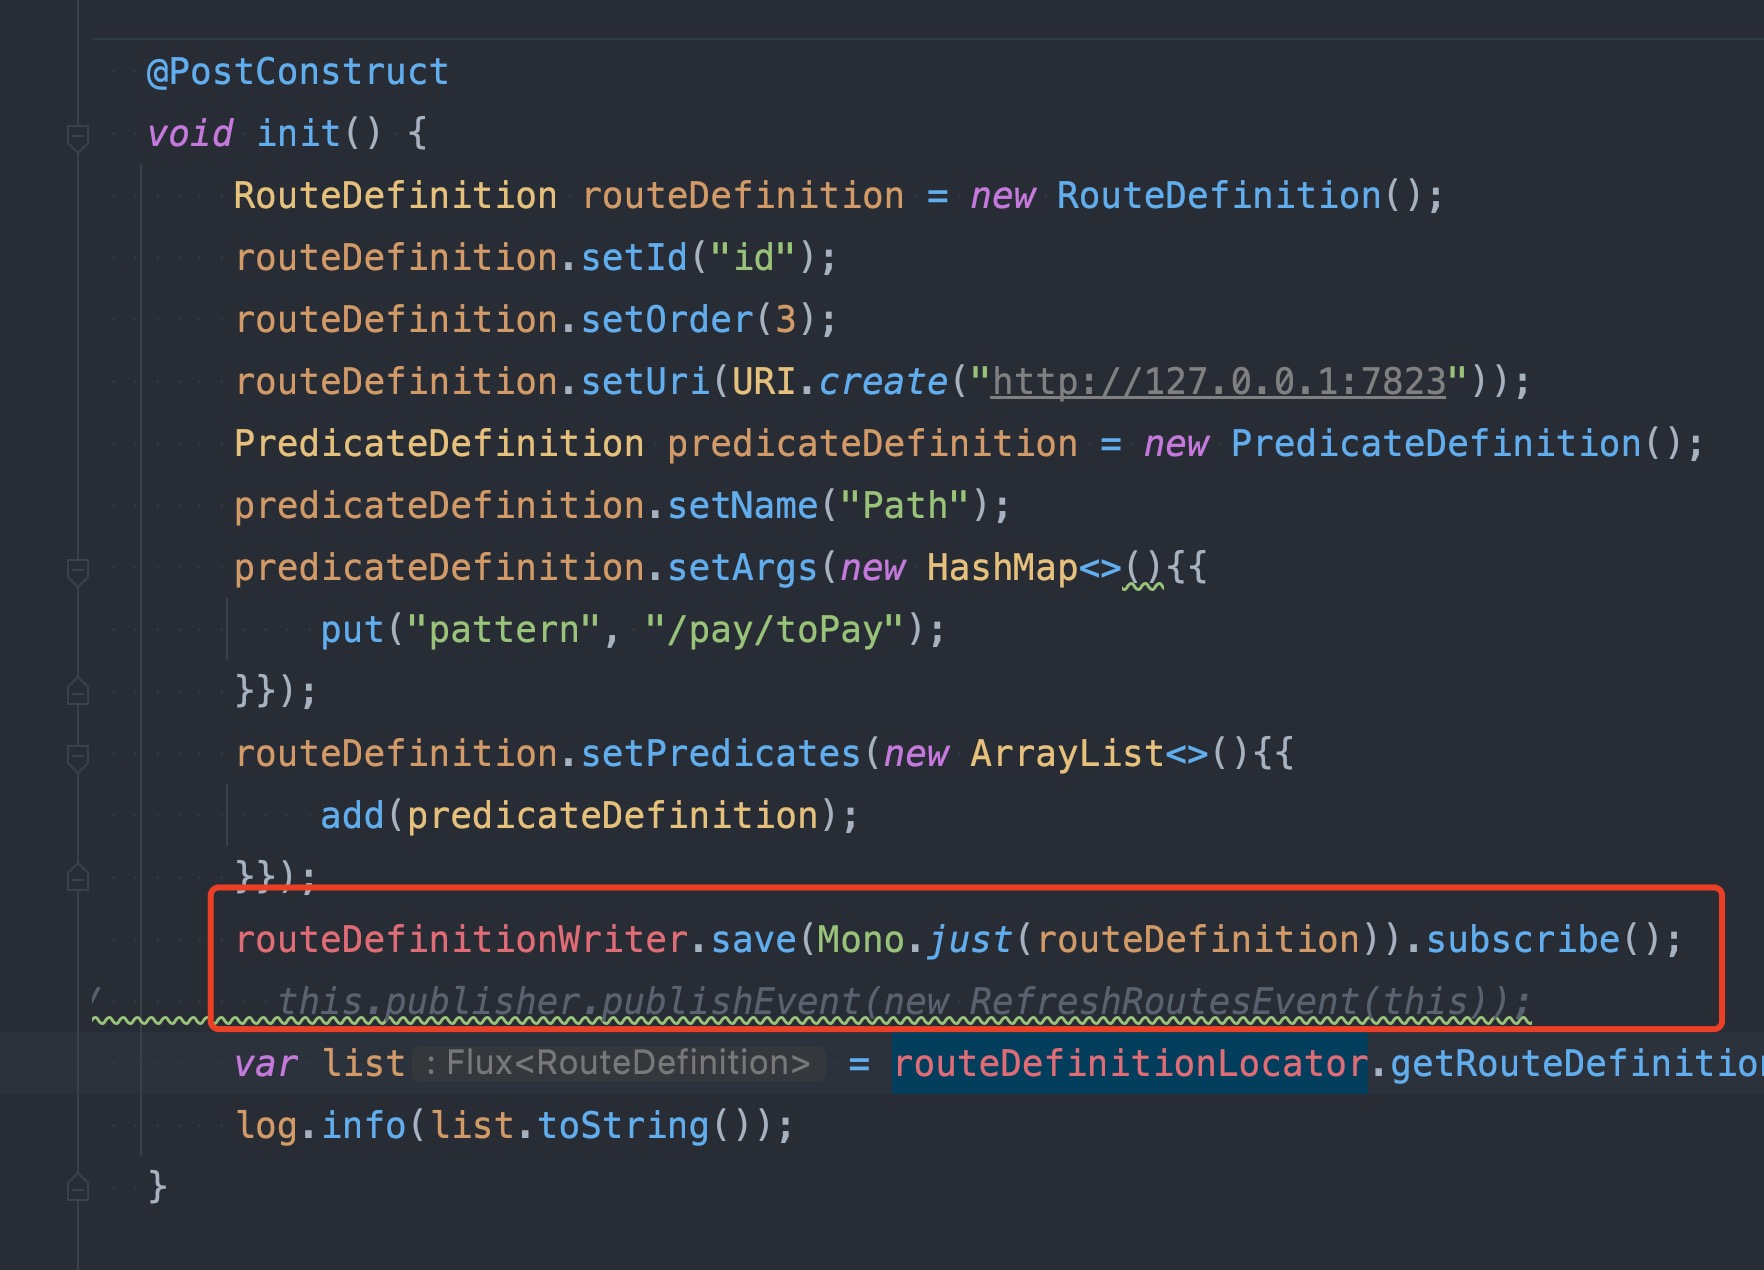 @PostConstruct
void init() {
RouteDefinition routeDefinition = new RouteDefinition();
routeDefinition.setId("id");
routeDefinition.setOrder(3);
routeDefinition.setUri(URI.create("http://127.0.0.1:7823"));
PredicateDefinition predicateDefinition = new PredicateDefinition();
predicateDefinition.setName("Path");
predicateDefinition.setArgs(new HashMap<>(){{
put("pattern", "/pay/toPay");
}});
routeDefinition.setPredicates(new ArrayList<>(){{
add(predicateDefinition);
}});
routeDefinitionWriter.save(Mono.just(routeDefinition)).subscribe();
/ this.publisher.publishEvent(new RefreshRoutesEvent(this));
var list : Flux<RouteDefinition> = routeDefinitionLocator.getRouteDefinition
log.info(list.toString());
}